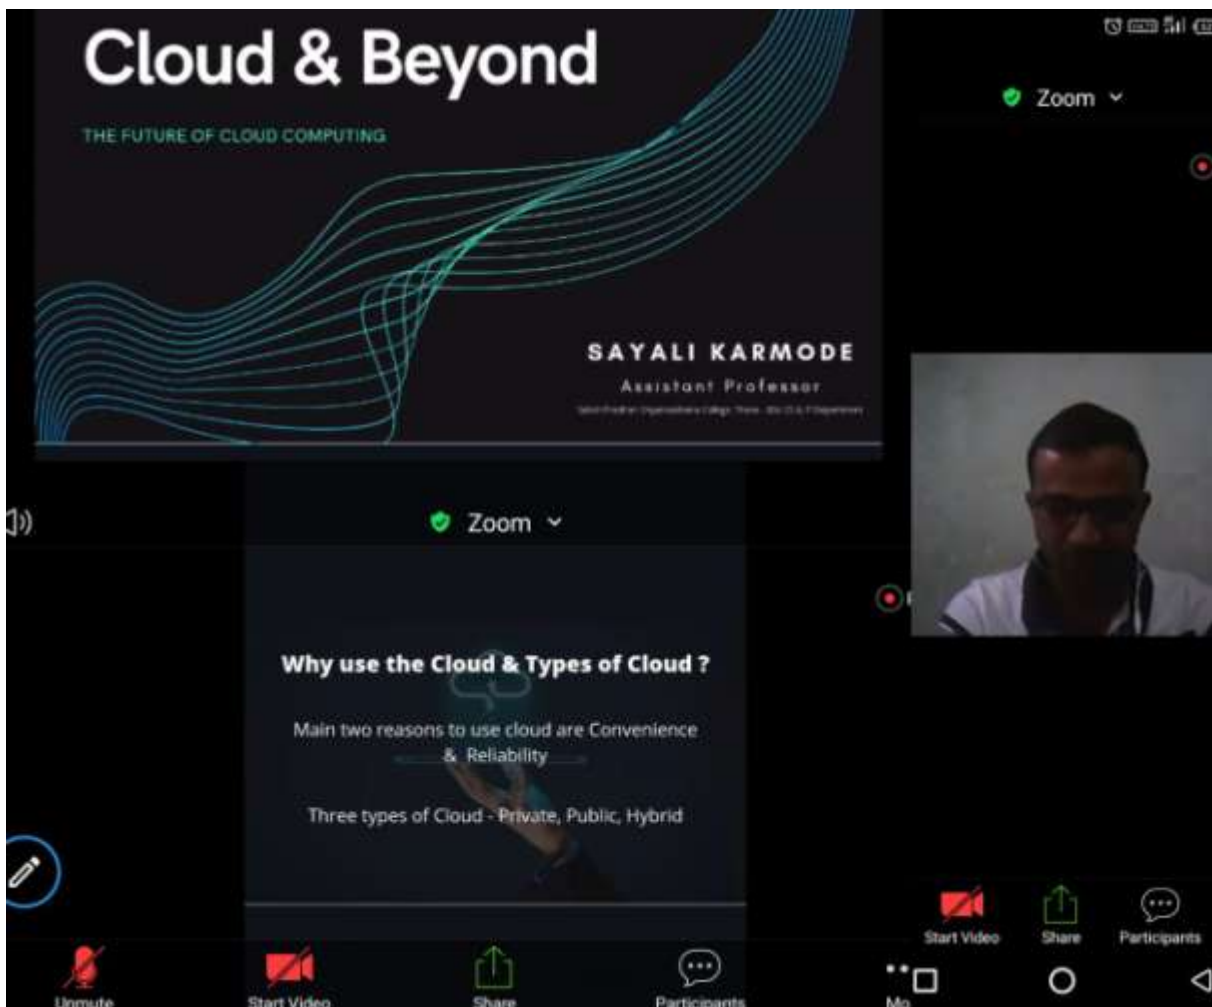 Cloud & Beyond
THE FUTURE OF CLOUD COMPUTING
SAYALI KARMODE
Assistant Professor
Zoom
Zoom
Why use the Cloud & Types of Cloud ?
Main two reasons to use cloud are Convenience
& Reliability
Three types of Cloud - Private, Public, Hybrid
Start Video
Share
Participants
Unmute
Start Video
Share
Participants
Mo